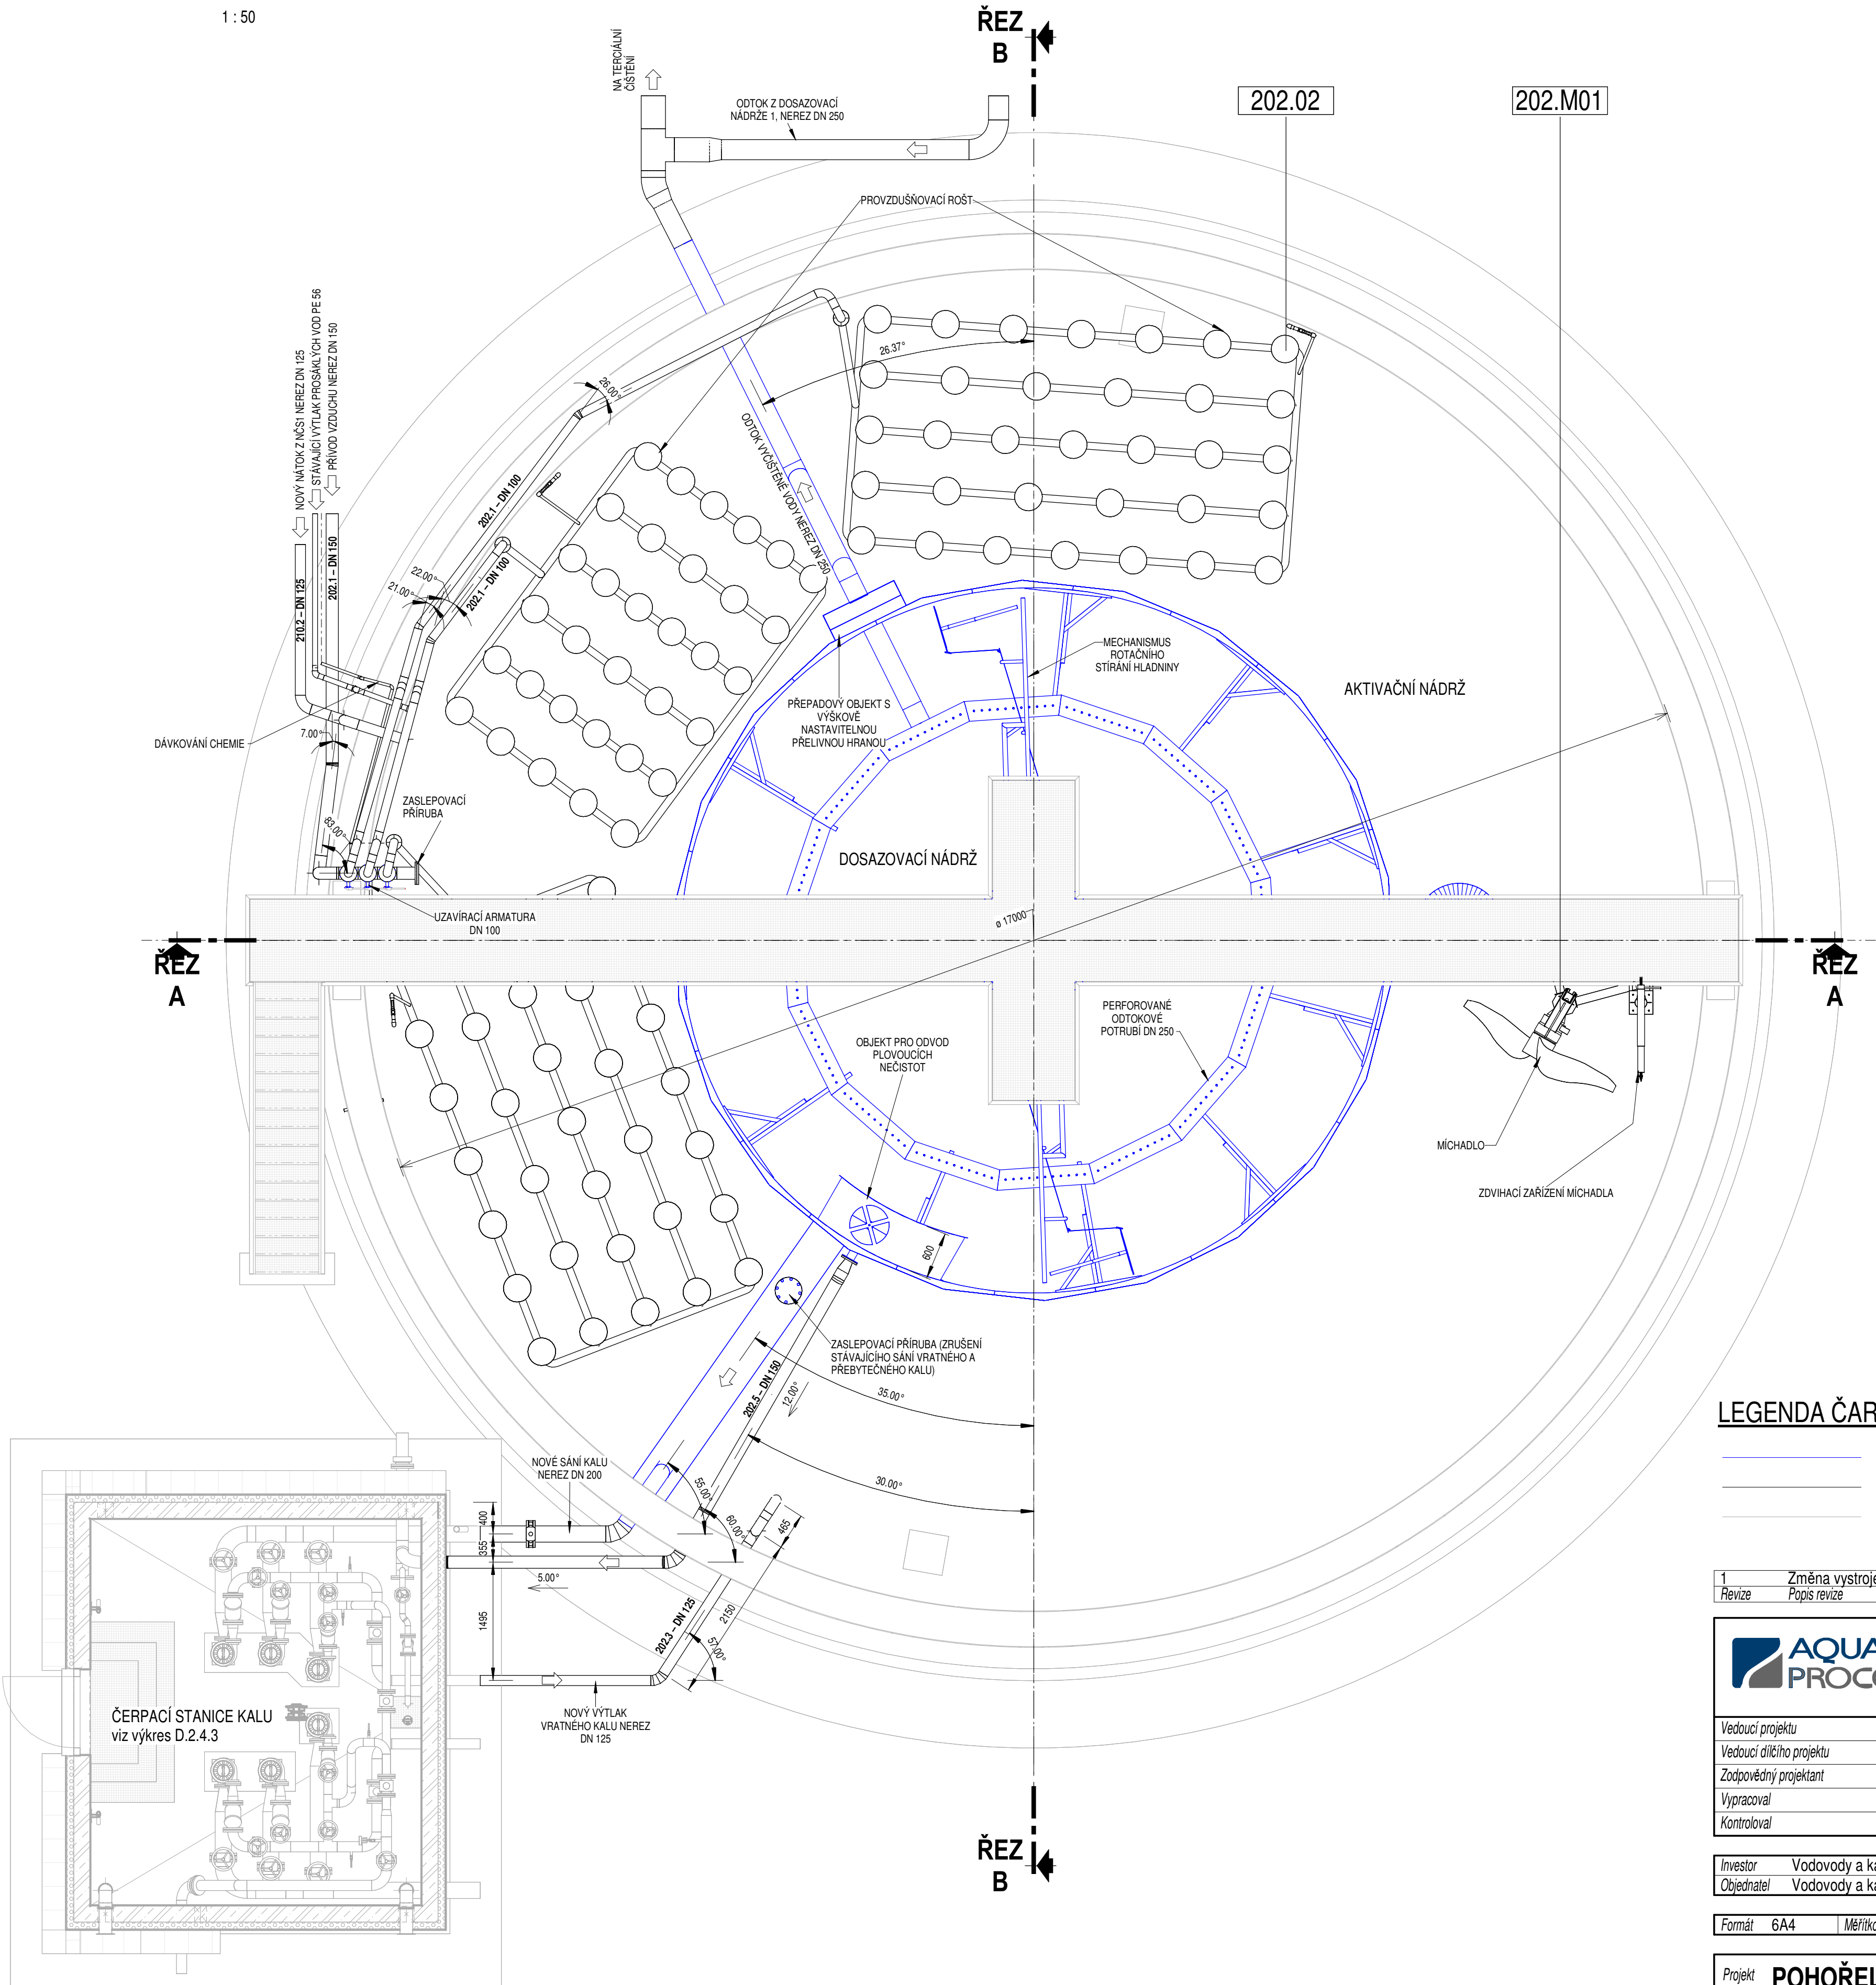 1 : 50
ŘEZ
B
NA TERCIÁLNÍ
ČIŠTĚNÍ
ODTOK Z DOSAZOVACÍ
NÁDRŽE 1, NEREZ DN 250
202.02
202.M01
PROVZDUŠŇOVACÍ ROŠT
NOVÝ NÁTOK Z NČS1 NEREZ DN 125
STÁVAJÍCÍ VÝTLAK PROSÁKLÝCH VOD PE 56
PŘÍVOD VZDUCHU NEREZ DN 150
26.37°
26.00°
ODTOK VYČIŠTĚNÉ VODY NEREZ DN 250
202.1 – DN 100
202.1 – DN 100
22.00°
21.00°
210.2 – DN 125
202.1 – DN 150
MECHANISMUS
ROTAČNÍHO
STÍRÁNÍ HLADNINY
AKTIVAČNÍ NÁDRŽ
PŘEPADOVÝ OBJEKT S
VÝŠKOVĚ
NASTAVITELNOU
PŘELIVNOU HRANOU
DÁVKOVÁNÍ CHEMIE
7.00°
ZASLEPOVACÍ
PŘÍRUBA
83.00°
DOSAZOVACÍ NÁDRŽ
UZAVÍRACÍ ARMATURA
DN 100
ø 17000
ŘEZ
A
ŘEZ
A
PERFOROVANÉ
ODTOKOVÉ
POTRUBÍ DN 250
OBJEKT PRO ODVOD
PLOVOUCÍCH
NEČISTOT
MÍCHADLO
ZDVIHACÍ ZAŘÍZENÍ MÍCHADLA
600
ZASLEPOVACÍ PŘÍRUBA (ZRUŠENÍ
STÁVAJÍCÍHO SÁNÍ VRATNÉHO A
PŘEBYTEČNÉHO KALU)
202.5 – DN 150
12.00°
35.00°
30.00°
NOVÉ SÁNÍ KALU
NEREZ DN 200
55.00°
60.00°
465
400
355
5.00°
1495
202.3 – DN 125
2150
57.00°
NOVÝ VÝTLAK
VRATNÉHO KALU NEREZ
DN 125
ČERPACÍ STANICE KALU
viz výkres D.2.4.3
ŘEZ
B
LEGENDA ČAR
1 Změna vystroje
Revize Popis revize
AQUA
PROCO
Vedoucí projektu
Vedoucí dílčího projektu
Zodpovědný projektant
Vypracoval
Kontroloval
Investor Vodovody a ka
Objednatel Vodovody a ka
Formát 6A4 Měřítko
Projekt